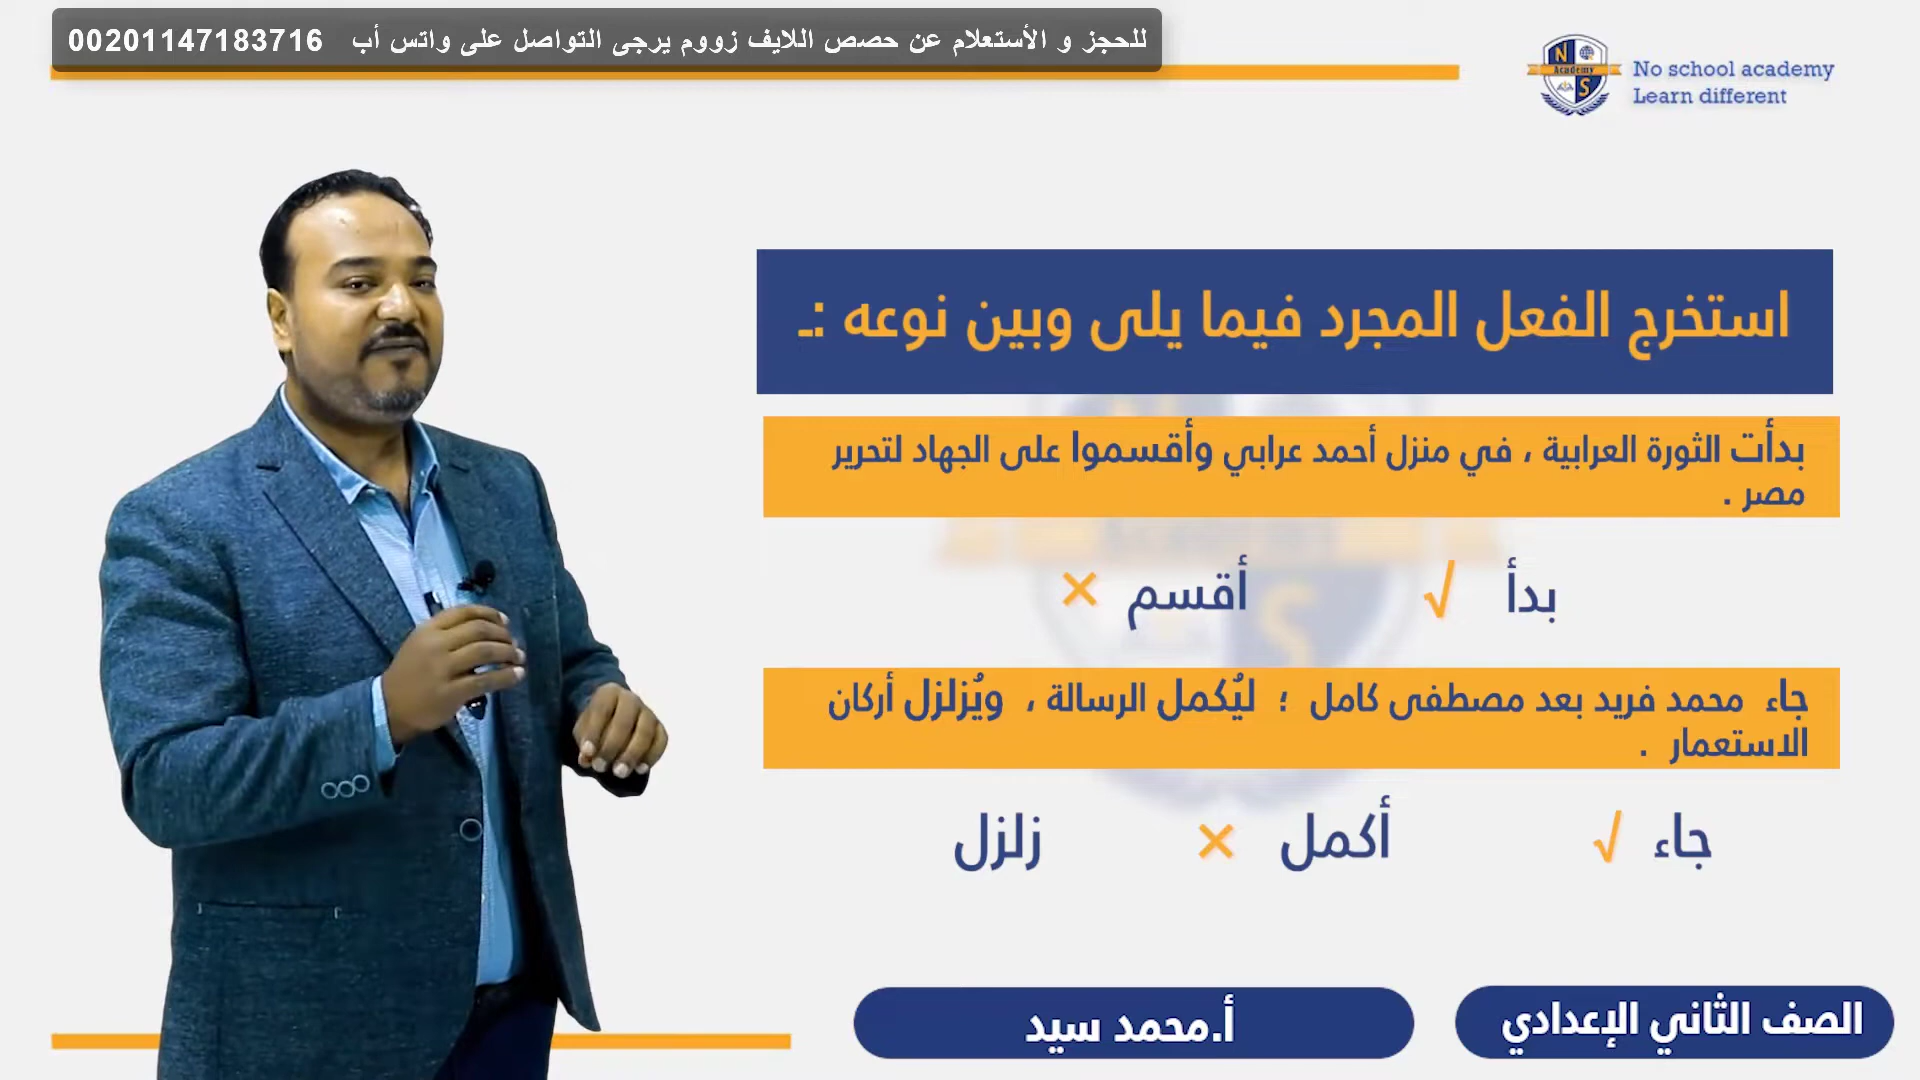 للحجز و الأستعلام عن حصص اللايف زووم يرجى التواصل على واتس أب 00201147183716
N
S
Academy
No school academy
Learn different
استخرج الفعل المجرد فيما يلى وبين نوعه :ـ
بدأت الثورة العرابية ، في منزل أحمد عرابي وأقسموا على الجهاد لتحرير
مصر .
بدأ √ أقسم ×
جاء محمد فريد بعد مصطفى كامل ؛ ليُكمل الرسالة ، ويُزلزل أركان
الاستعمار .
جاء √ أكمل × زلزل
الصف الثاني الإعدادي
أ.محمد سيد